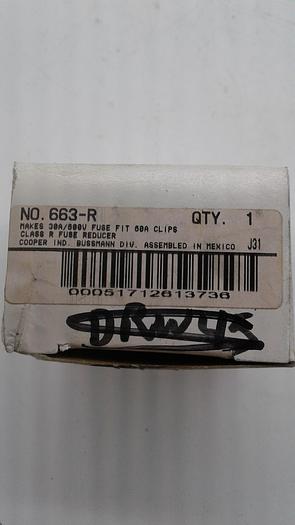 NO. 663-R QTY. 1
MAKES 30A/600V FUSE FIT 60A CLIPS
CLASS R FUSE REDUCER
COOPER IND. BUSSMANN DIV. ASSEMBLED IN MEXICO J31
00051712613736